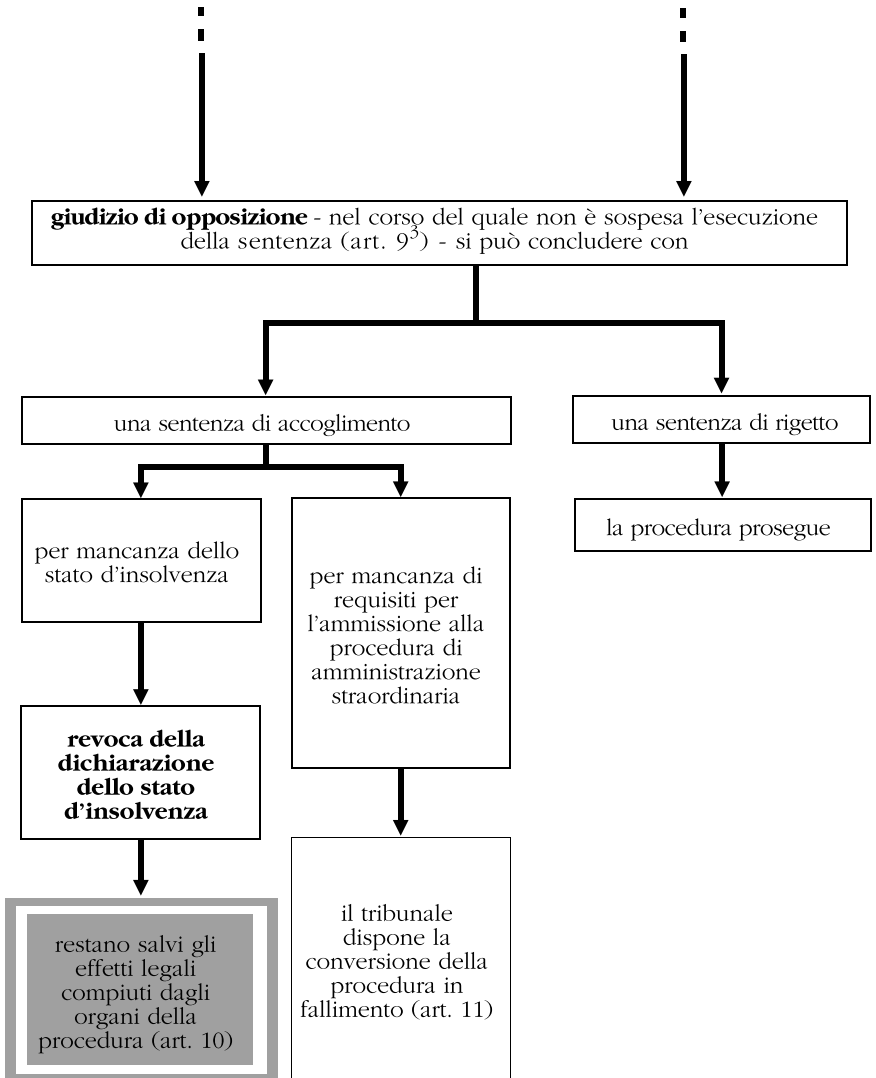 giudizio di opposizione - nel corso del quale non è sospesa l'esecuzione
della sentenza (art. 9³) - si può concludere con
una sentenza di accoglimento
una sentenza di rigetto
per mancanza dello
stato d'insolvenza
per mancanza di
requisiti per
l'ammissione alla
procedura di
amministrazione
straordinaria
la procedura prosegue
revoca della
dichiarazione
dello stato
d'insolvenza
restano salvi gli
effetti legali
compiuti dagli
organi della
procedura (art. 10)
il tribunale
dispone la
conversione della
procedura in
fallimento (art. 11)